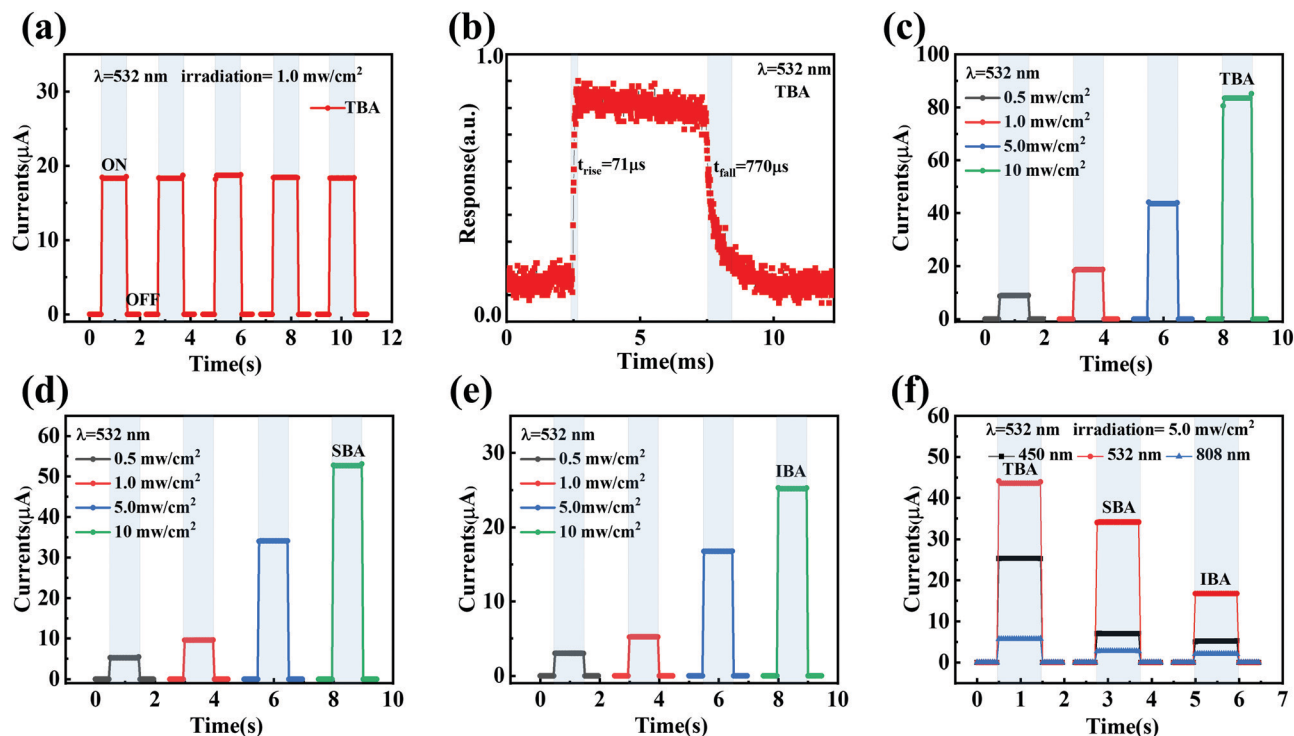 (a)
λ=532 nm irradiation= 1.0 mw/cm²
TBA
ON
OFF
Currents(μA)
30
20
10
0
0 2 4 6 8 10 12
Time(s)
(b)
λ=532 nm
TBA
t_rise=71μs
t_fall=770μs
Response(a.u.)
1.0
0.0
0 5 10
Time(ms)
(c)
λ=532 nm
0.5 mw/cm²
1.0 mw/cm²
5.0mw/cm²
10 mw/cm²
TBA
Currents(μA)
100
80
60
40
20
0
0 2 4 6 8 10
Time(s)
(d)
λ=532 nm
0.5 mw/cm²
1.0 mw/cm²
5.0mw/cm²
10 mw/cm²
SBA
Currents(μA)
60
50
40
30
20
10
0
0 2 4 6 8 10
Time(s)
(e)
λ=532 nm
0.5 mw/cm²
1.0 mw/cm²
5.0mw/cm²
10 mw/cm²
IBA
Currents(μA)
30
20
10
0
0 2 4 6 8 10
Time(s)
(f)
λ=532 nm irradiation= 5.0 mw/cm²
450 nm 532 nm 808 nm
TBA
SBA
IBA
Currents(μA)
60
50
40
30
20
10
0
0 1 2 3 4 5 6 7
Time(s)